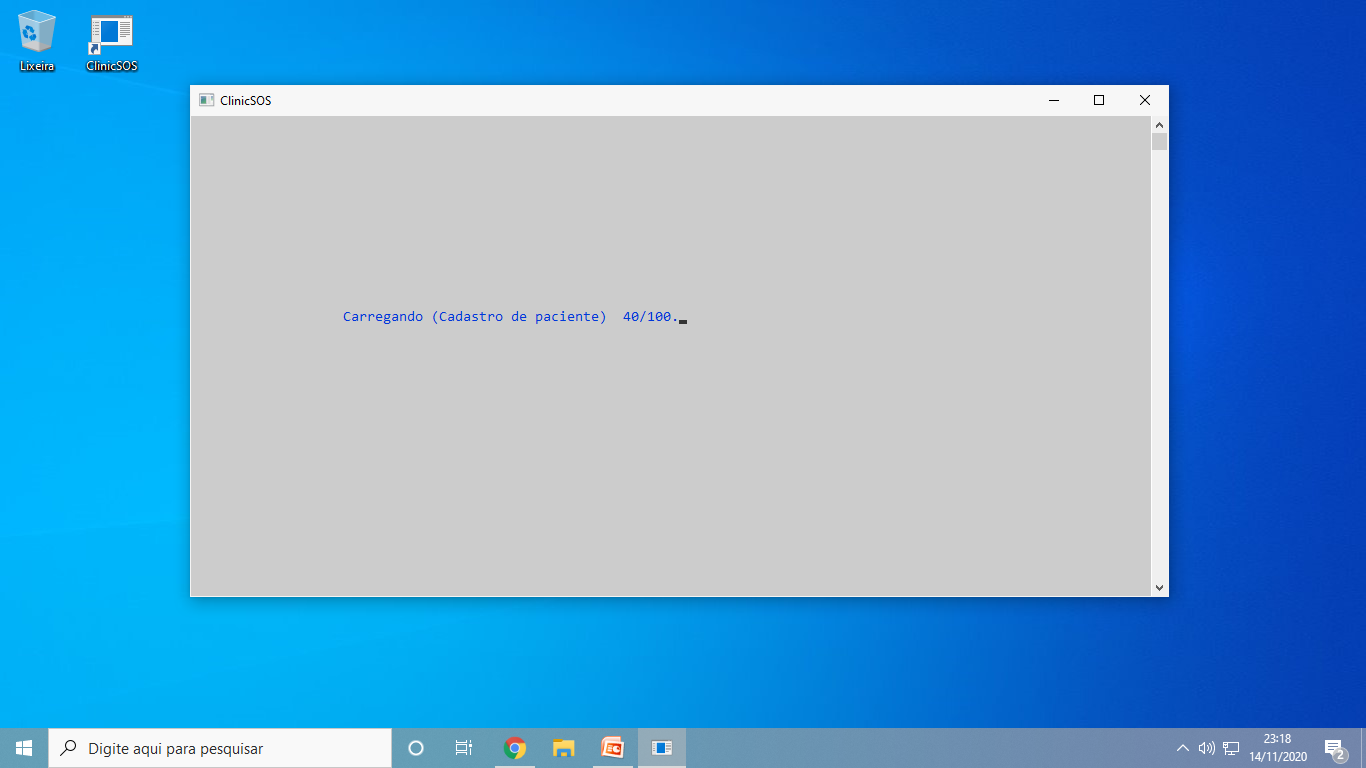 Lixeira
ClinicSOS
ClinicSOS
Carregando (Cadastro de paciente)  40/100.
Digite aqui para pesquisar
23:18
14/11/2020
2